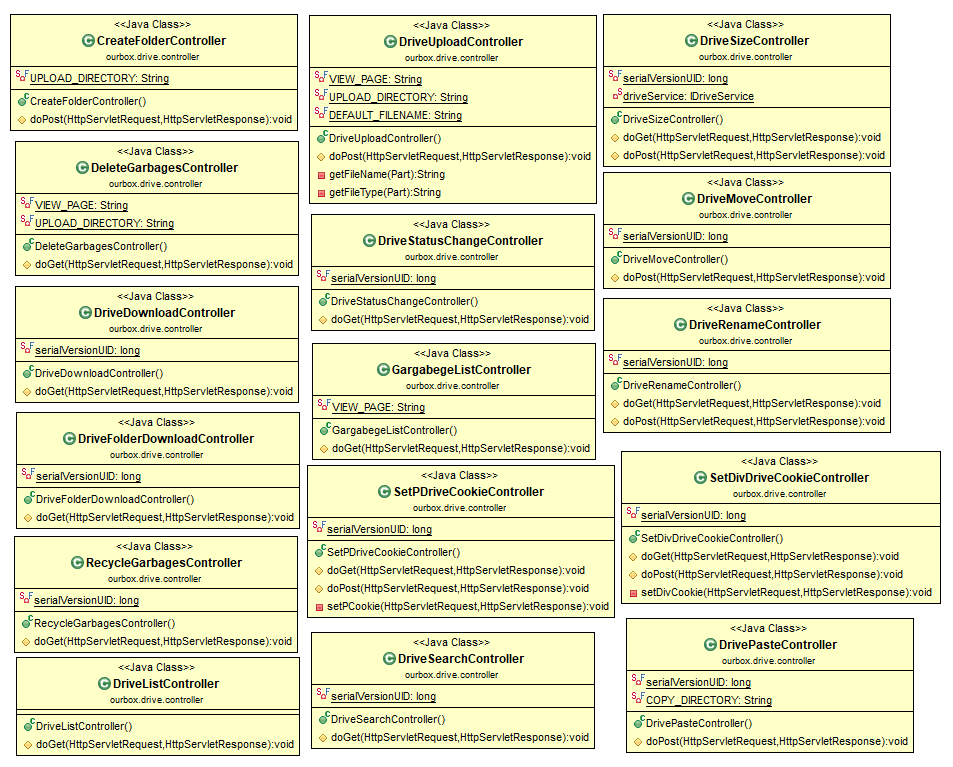 <<Java Class>>
CreateFolderController
ourbox.drive.controller
UPLOAD_DIRECTORY: String
CreateFolderController()
doPost(HttpServletRequest,HttpServletResponse):void
<<Java Class>>
DeleteGarbagesController
ourbox.drive.controller
VIEW_PAGE: String
UPLOAD_DIRECTORY: String
DeleteGarbagesController()
doGet(HttpServletRequest,HttpServletResponse):void
<<Java Class>>
DriveDownloadController
ourbox.drive.controller
serialVersionUID: long
DriveDownloadController()
doGet(HttpServletRequest,HttpServletResponse):void
<<Java Class>>
DriveFolderDownloadController
ourbox.drive.controller
serialVersionUID: long
DriveFolderDownloadController()
doGet(HttpServletRequest,HttpServletResponse):void
<<Java Class>>
RecycleGarbagesController
ourbox.drive.controller
serialVersionUID: long
RecycleGarbagesController()
doGet(HttpServletRequest,HttpServletResponse):void
<<Java Class>>
DriveListController
ourbox.drive.controller
DriveListController()
doGet(HttpServletRequest,HttpServletResponse):void
<<Java Class>>
DriveUploadController
ourbox.drive.controller
VIEW_PAGE: String
UPLOAD_DIRECTORY: String
DEFAULT_FILENAME: String
DriveUploadController()
doPost(HttpServletRequest,HttpServletResponse):void
getFileName(Part):String
getFileType(Part):String
<<Java Class>>
DriveStatusChangeController
ourbox.drive.controller
serialVersionUID: long
DriveStatusChangeController()
doGet(HttpServletRequest,HttpServletResponse):void
<<Java Class>>
GargabegeListController
ourbox.drive.controller
VIEW_PAGE: String
GargabegeListController()
doGet(HttpServletRequest,HttpServletResponse):void
<<Java Class>>
SetPDriveCookieController
ourbox.drive.controller
serialVersionUID: long
SetPDriveCookieController()
doGet(HttpServletRequest,HttpServletResponse):void
doPost(HttpServletRequest,HttpServletResponse):void
setPCookie(HttpServletRequest,HttpServletResponse):void
<<Java Class>>
DriveSearchController
ourbox.drive.controller
serialVersionUID: long
DriveSearchController()
doGet(HttpServletRequest,HttpServletResponse):void
<<Java Class>>
DriveSizeController
ourbox.drive.controller
serialVersionUID: long
driveService: IDriveService
DriveSizeController()
doGet(HttpServletRequest,HttpServletResponse):void
doPost(HttpServletRequest,HttpServletResponse):void
<<Java Class>>
DriveMoveController
ourbox.drive.controller
serialVersionUID: long
DriveMoveController()
doPost(HttpServletRequest,HttpServletResponse):void
<<Java Class>>
DriveRenameController
ourbox.drive.controller
serialVersionUID: long
DriveRenameController()
doGet(HttpServletRequest,HttpServletResponse):void
doPost(HttpServletRequest,HttpServletResponse):void
<<Java Class>>
SetDivDriveCookieController
ourbox.drive.controller
serialVersionUID: long
SetDivDriveCookieController()
doGet(HttpServletRequest,HttpServletResponse):void
doPost(HttpServletRequest,HttpServletResponse):void
setDivCookie(HttpServletRequest,HttpServletResponse):void
<<Java Class>>
DrivePasteController
ourbox.drive.controller
serialVersionUID: long
COPY_DIRECTORY: String
DrivePasteController()
doPost(HttpServletRequest,HttpServletResponse):void